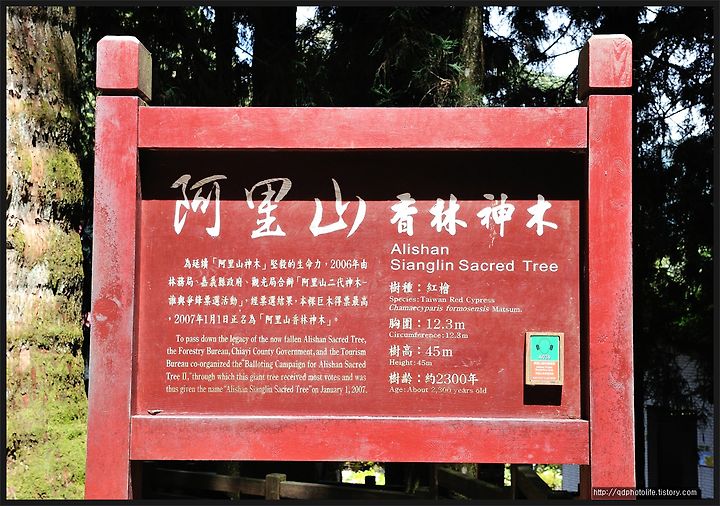 阿里山 香林神木
Alishan
Sianglin Sacred Tree
為延續「阿里山神木」堅毅的生命力，2006年由
林務局、嘉義縣政府、觀光局合辦「阿里山二代神木-
誰與爭鋒票選活動」，經票選結果，本棵巨木得票最高
，2007年1月1日正名為「阿里山香林神木」。
To pass down the legacy of the now fallen Alishan Sacred Tree,
the Forestry Bureau, Chiayi County Government, and the Tourism
Bureau co-organized the "Balloting Campaign for Alishan Sacred
Tree II," through which this giant tree received most votes and was
thus given the name "Alishan Sianglin Sacred Tree" on January 1, 2007.
樹種：紅檜
Species: Taiwan Red Cypress
Chamaecyparis formosensis Matsum.
胸圍：12.3m
Circumference: 12.3m
樹高：45m
Height: 45m
樹齡：約2300年
Age: About 2,300 years old
http://qdphotolife.tistory.com